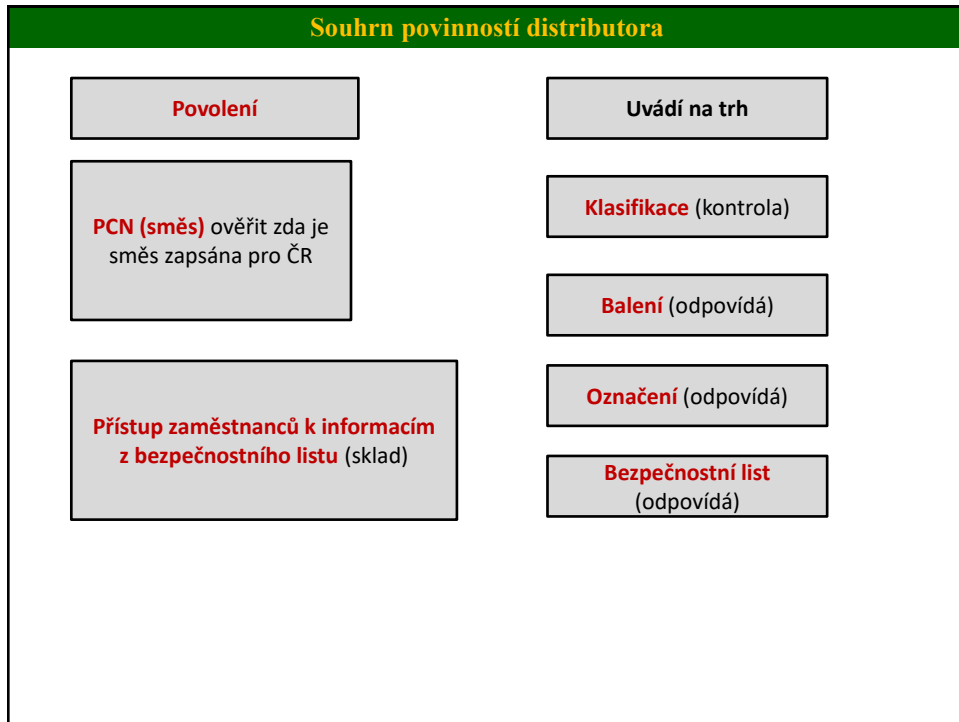 Souhrn povinností distributora
Povolení
PCN (směs) ověřit zda je
směs zapsána pro ČR
Přístup zaměstnanců k informacím
z bezpečnostního listu (sklad)
Uvádí na trh
Klasifikace (kontrola)
Balení (odpovídá)
Označení (odpovídá)
Bezpečnostní list
(odpovídá)